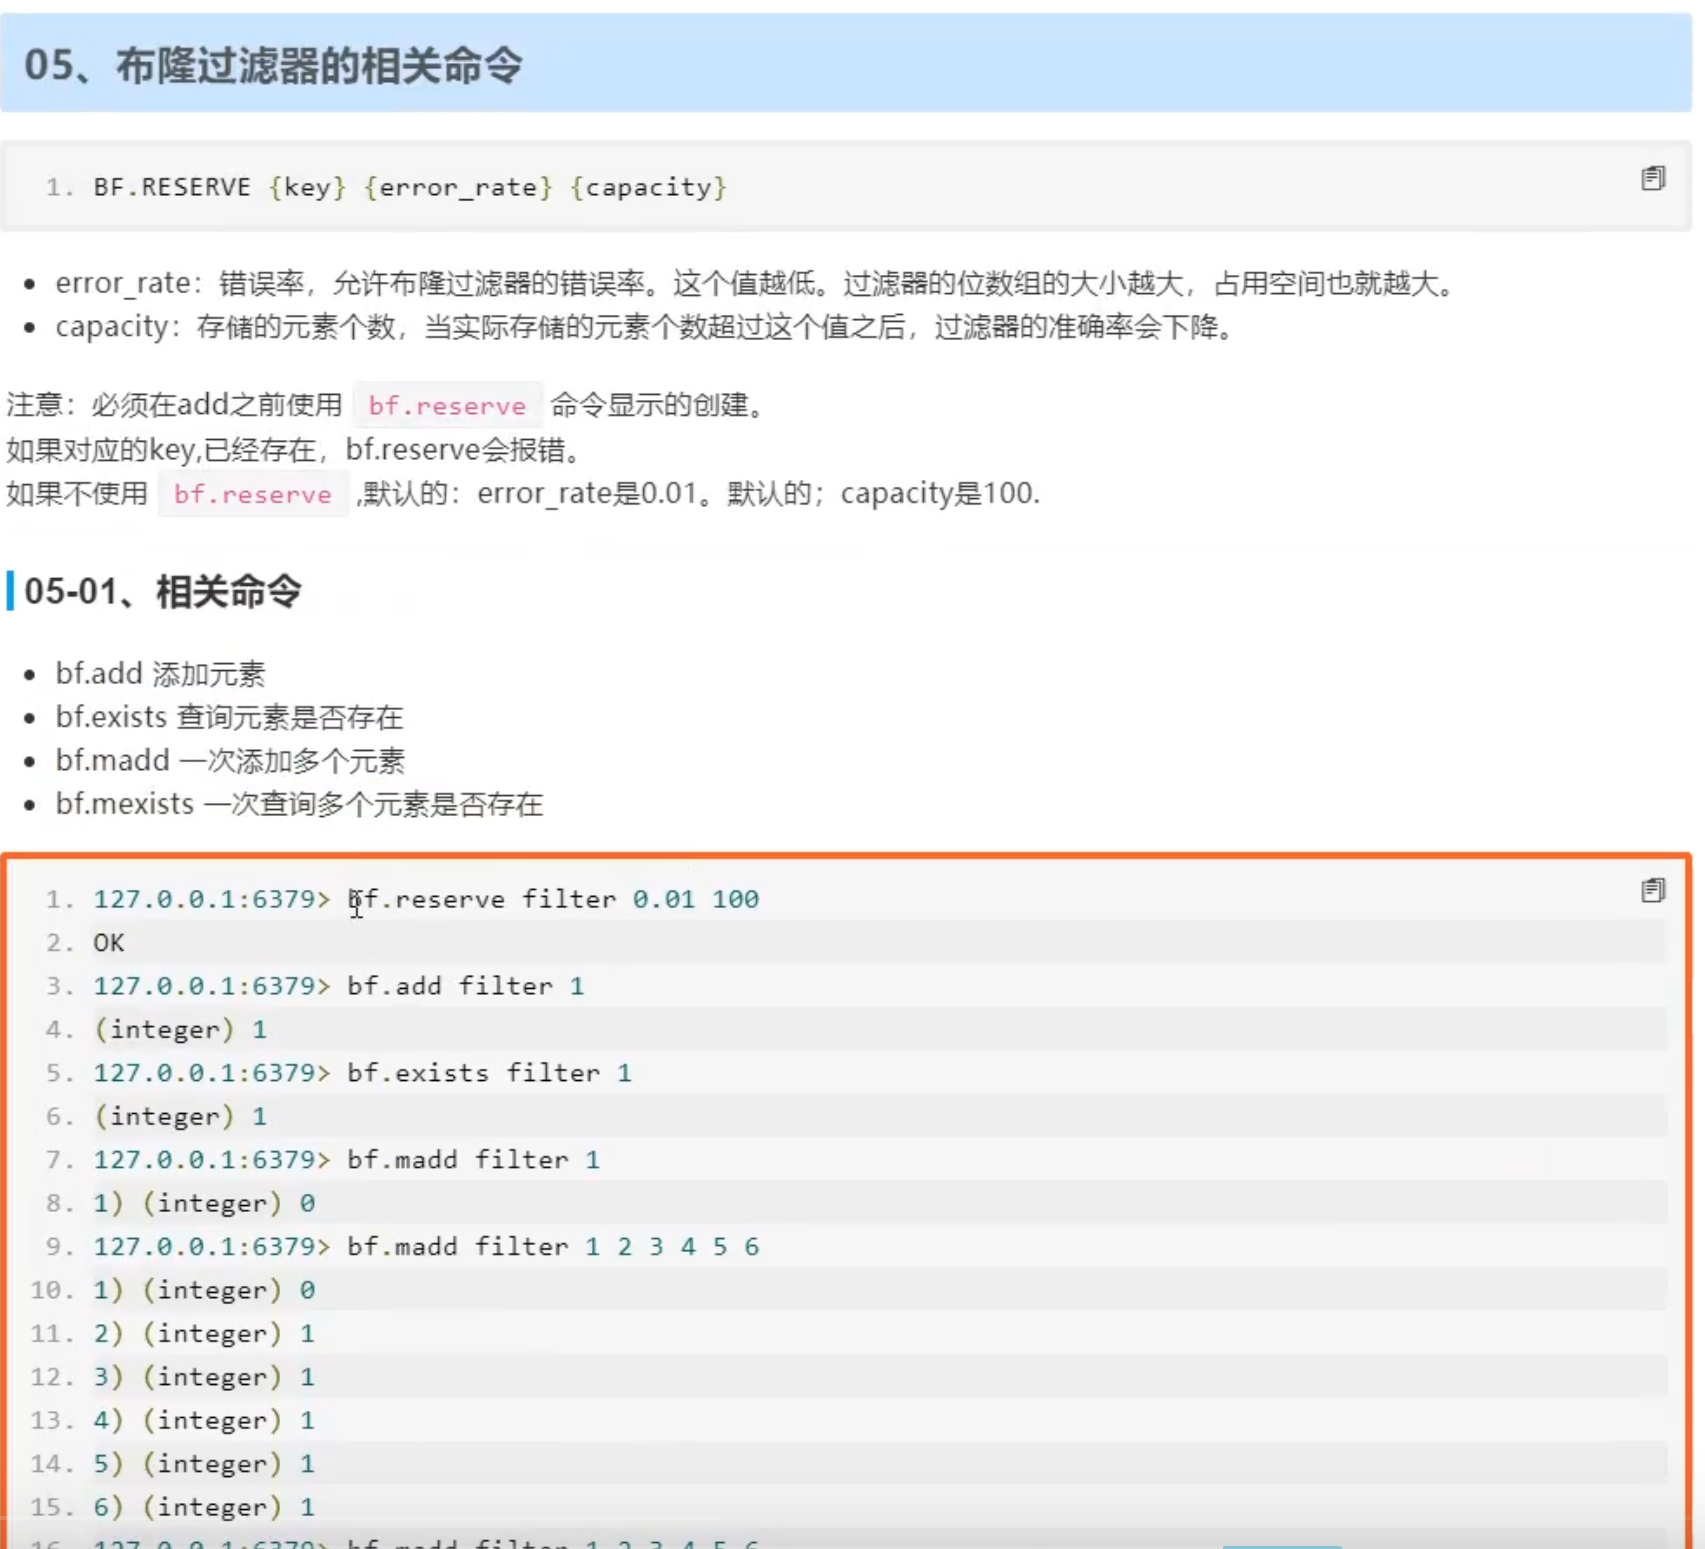 05、布隆过滤器的相关命令
1. BF.RESERVE {key} {error_rate} {capacity}
• error_rate：错误率，允许布隆过滤器的错误率。这个值越低。过滤器的位数组的大小越大，占用空间也就越大。
• capacity：存储的元素个数，当实际存储的元素个数超过这个值之后，过滤器的准确率会下降。
注意：必须在add之前使用 bf.reserve 命令显示的创建。
如果对应的key,已经存在，bf.reserve会报错。
如果不使用 bf.reserve ,默认的：error_rate是0.01。默认的；capacity是100.
05-01、相关命令
• bf.add 添加元素
• bf.exists 查询元素是否存在
• bf.madd 一次添加多个元素
• bf.mexists 一次查询多个元素是否存在
1. 127.0.0.1:6379> bf.reserve filter 0.01 100
2. OK
3. 127.0.0.1:6379> bf.add filter 1
4. (integer) 1
5. 127.0.0.1:6379> bf.exists filter 1
6. (integer) 1
7. 127.0.0.1:6379> bf.madd filter 1
8. 1) (integer) 0
9. 127.0.0.1:6379> bf.madd filter 1 2 3 4 5 6
10. 1) (integer) 0
11. 2) (integer) 1
12. 3) (integer) 1
13. 4) (integer) 1
14. 5) (integer) 1
15. 6) (integer) 1
16. 127.0.0.1:6379> bf.madd filter 1 2 3 4 5 6